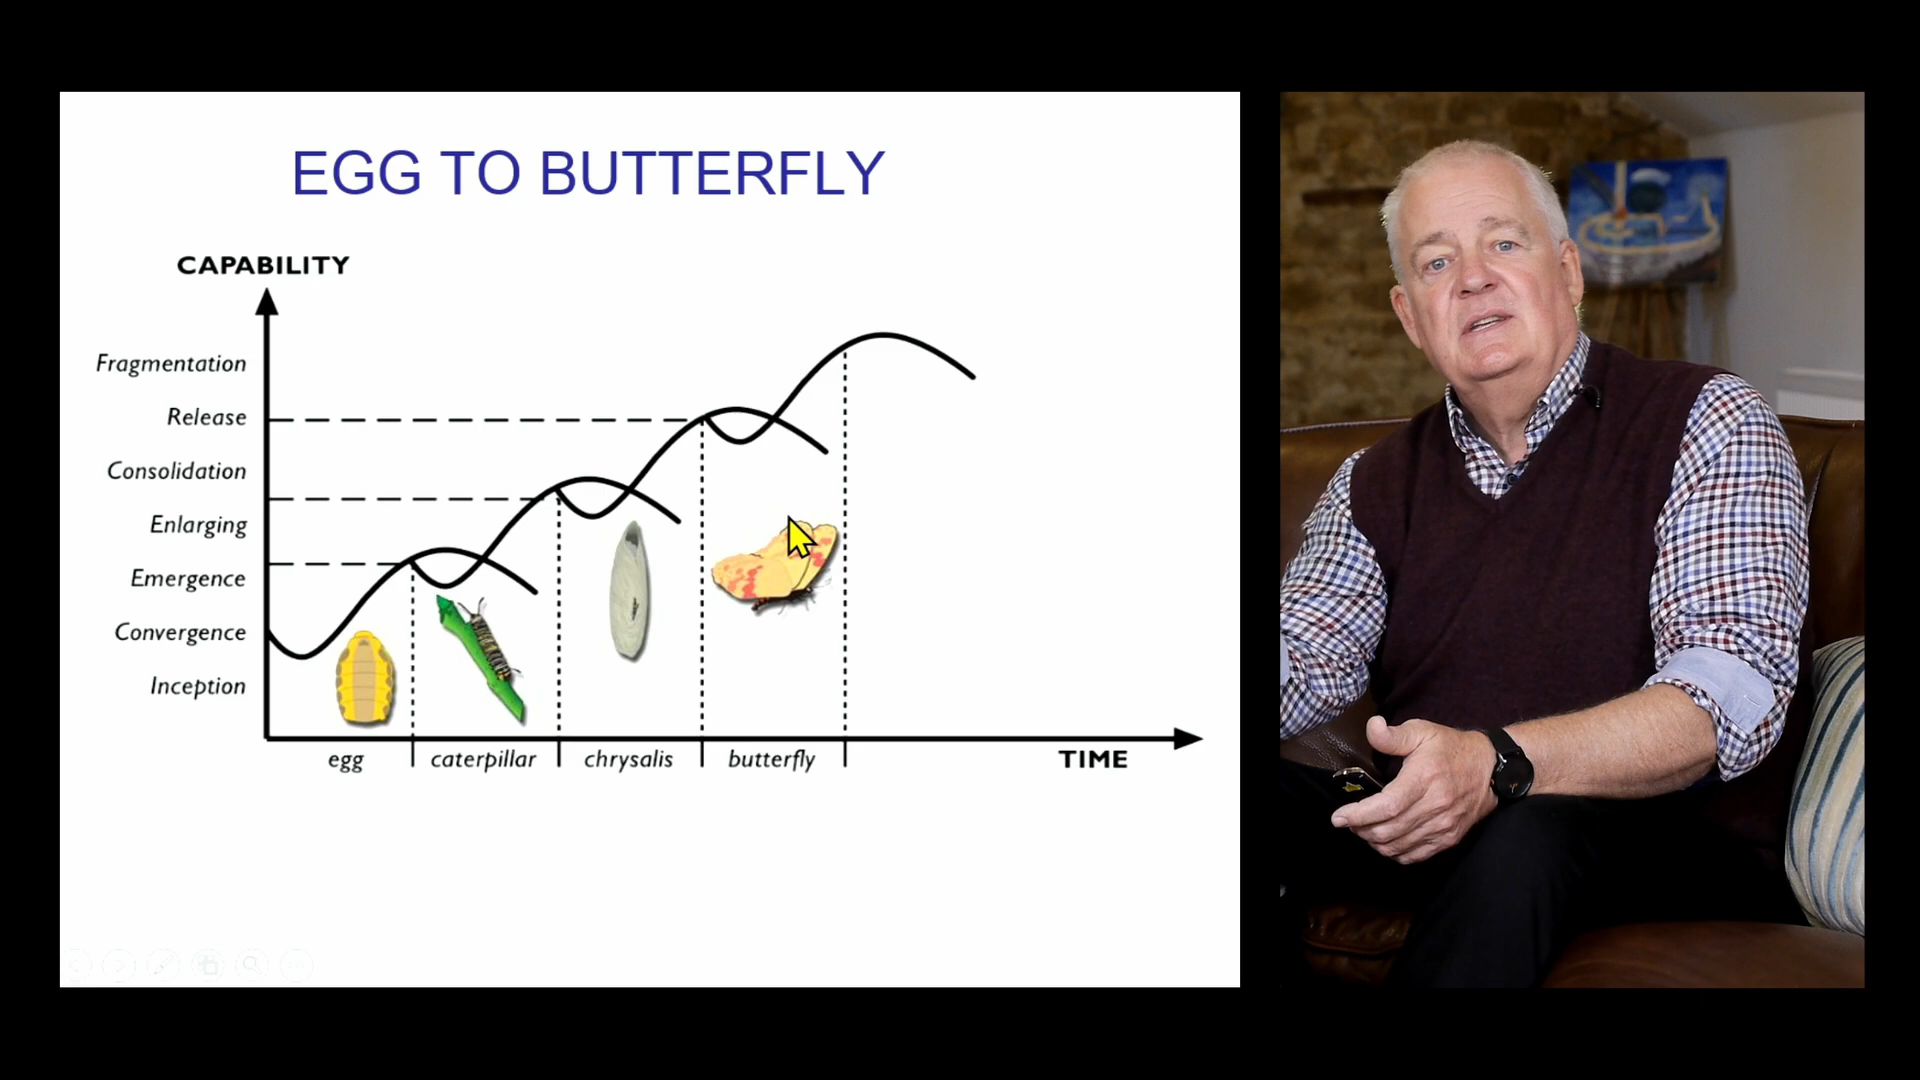 EGG TO BUTTERFLY
CAPABILITY
Fragmentation
Release
Consolidation
Enlarging
Emergence
Convergence
Inception
egg
caterpillar
chrysalis
butterfly
TIME